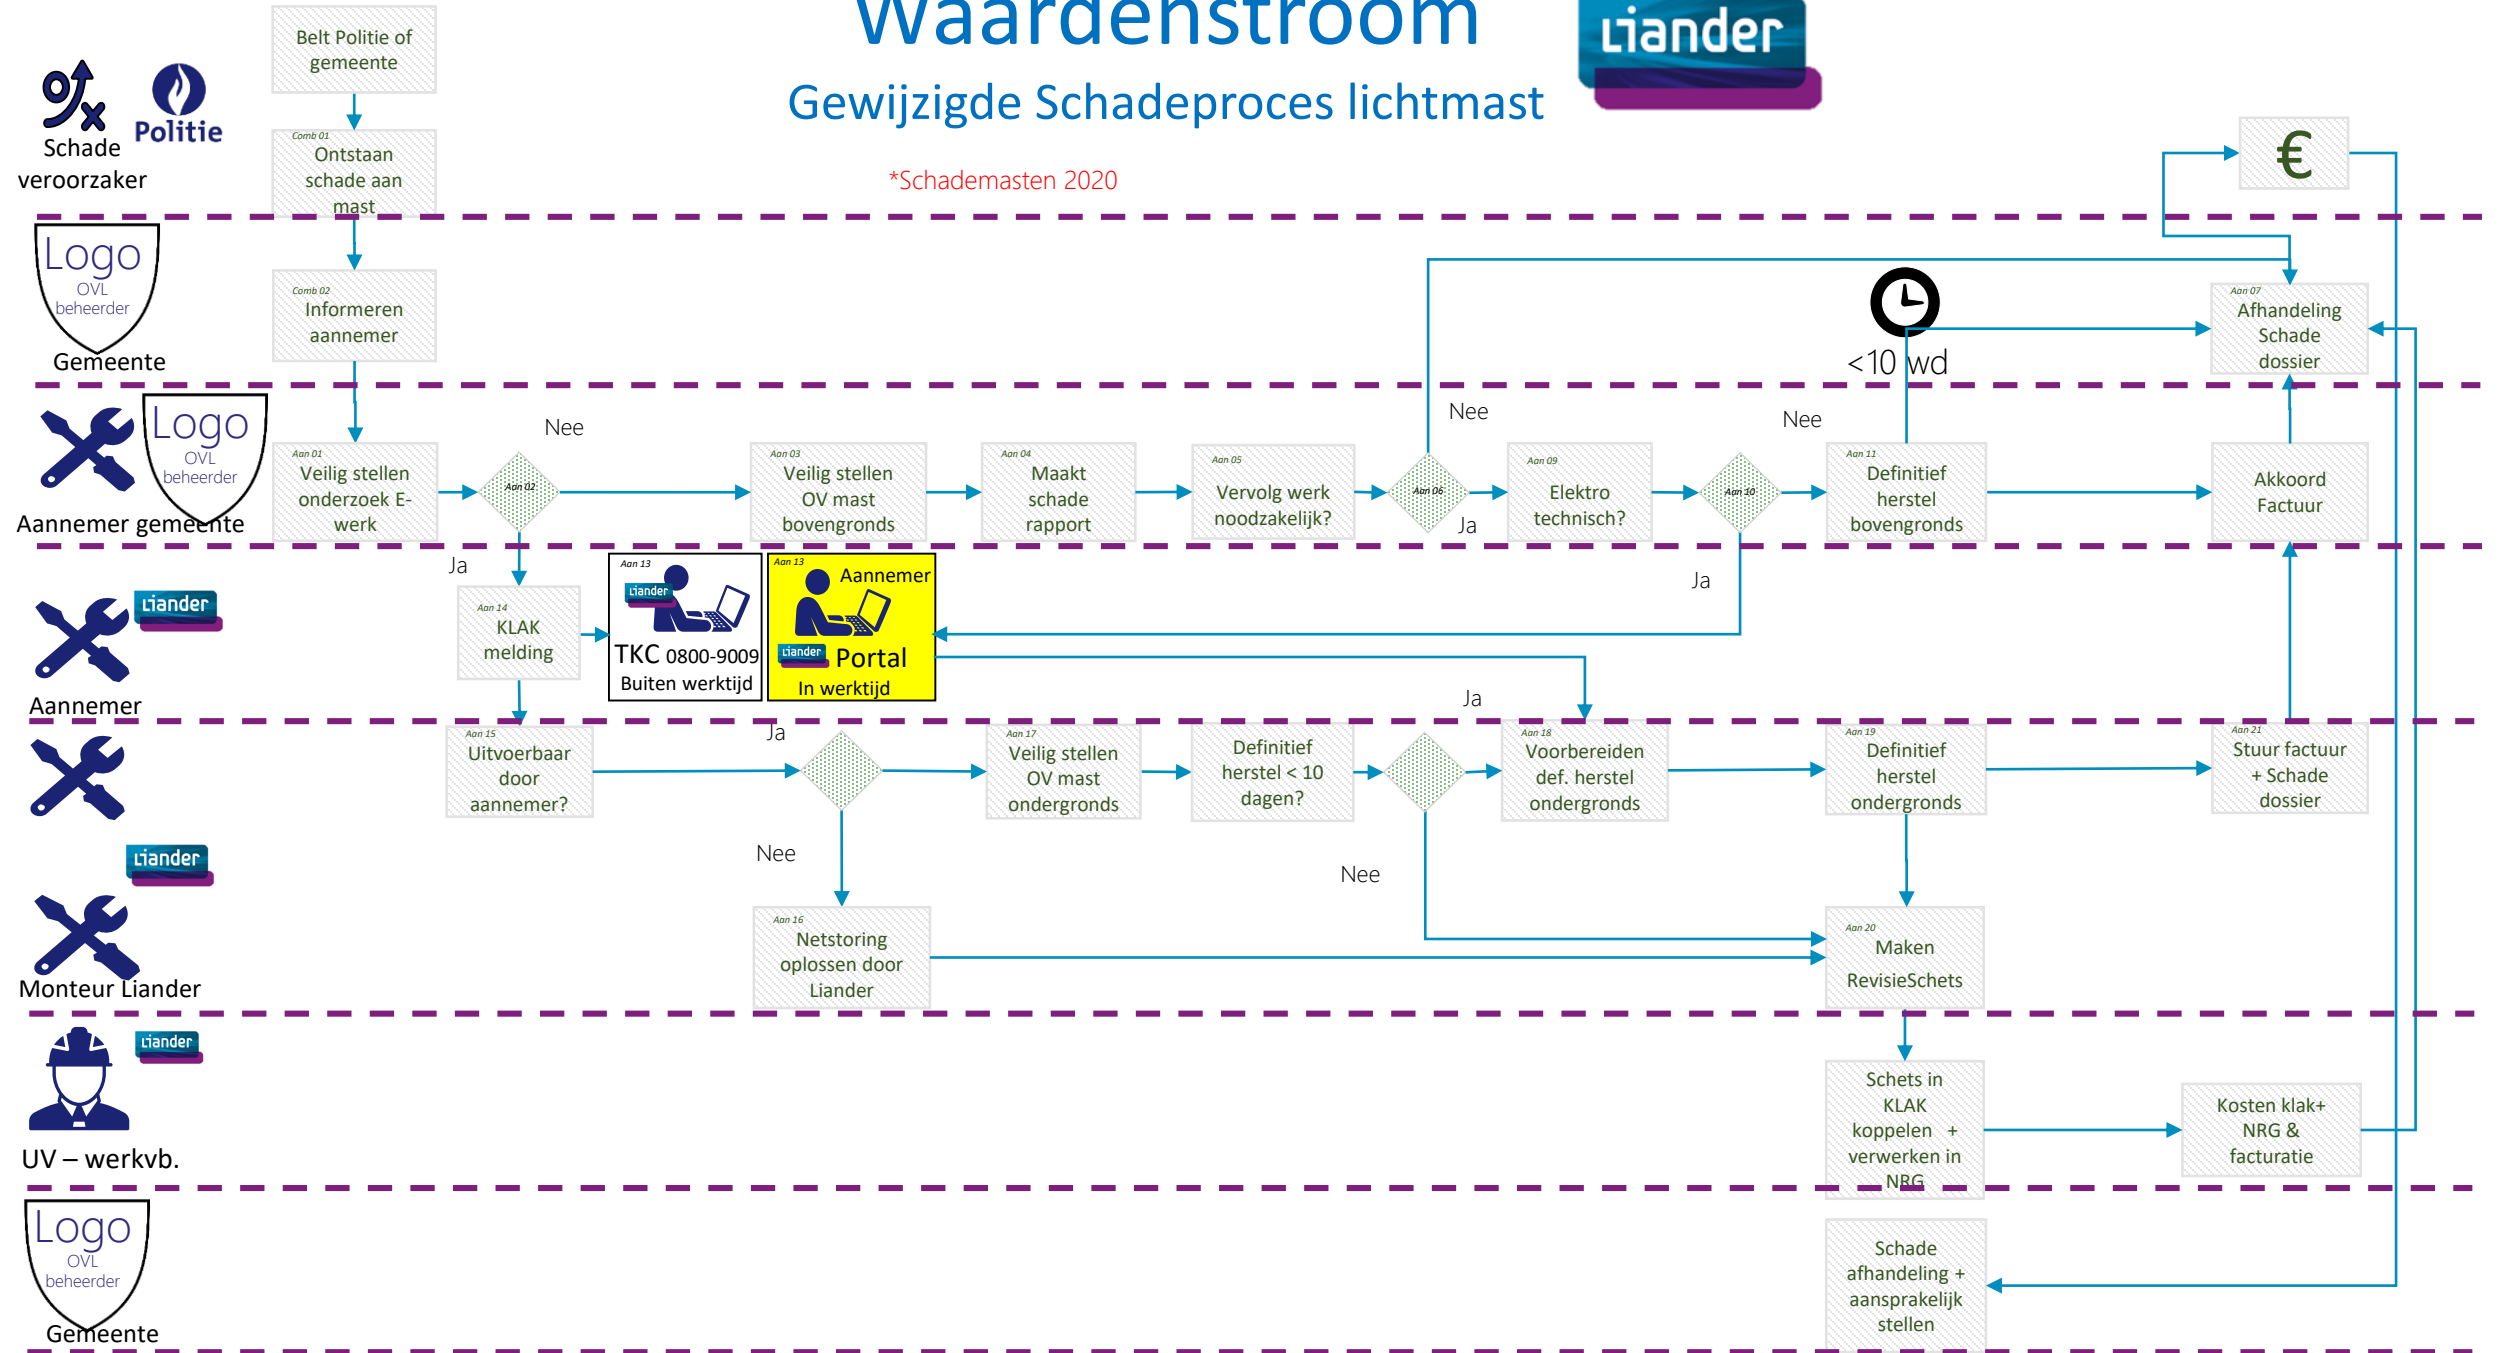 Waardenstroom
Liander
Gewijzigde Schadeproces lichtmast
*Schademasten 2020
Belt Politie of
gemeente
Politie
Schade
veroorzaker
Comb 01
Ontstaan
schade aan
mast
€
Logo
OVL
beheerder
Gemeente
Comb 02
Informeren
aannemer
<10 wd
Aan 07
Afhandeling
Schade
dossier
Logo
OVL
beheerder
Aannemer gemeente
Aan 01
Veilig stellen
onderzoek E-
werk
Nee
Aan 02
Ja
Aan 03
Veilig stellen
OV mast
bovengronds
Aan 04
Maakt
schade
rapport
Aan 05
Vervolg werk
noodzakelijk?
Nee
Aan 06
Ja
Aan 09
Elektro
technisch?
Nee
Aan 10
Ja
Aan 11
Definitief
herstel
bovengronds
Akkoord
Factuur
Liander
Aannemer
Aan 14
KLAK
melding
Aan 13
Liander
TKC 0800-9009
Buiten werktijd
Aan 13
Aannemer
Liander Portal
In werktijd
Aan 15
Uitvoerbaar
door
aannemer?
Ja
Nee
Aan 17
Veilig stellen
OV mast
ondergronds
Definitief
herstel < 10
dagen?
Ja
Nee
Aan 18
Voorbereiden
def. herstel
ondergronds
Aan 19
Definitief
herstel
ondergronds
Aan 21
Stuur factuur
+ Schade
dossier
Liander
Monteur Liander
Aan 16
Netstoring
oplossen door
Liander
Aan 20
Maken
RevisieSchets
Liander
UV – werkvb.
Schets in
KLAK
koppelen +
verwerken in
NRG
Kosten klak+
NRG &
facturatie
Logo
OVL
beheerder
Gemeente
Schade
afhandeling +
aansprakelijk
stellen